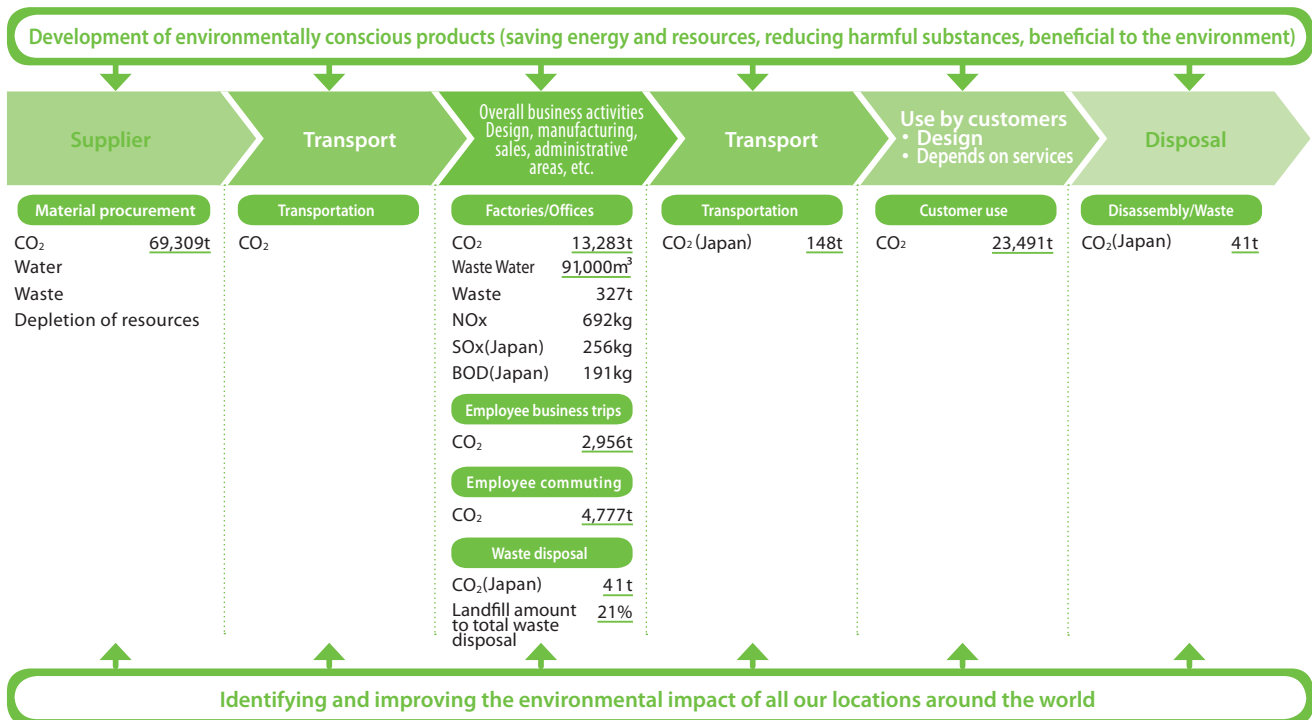 Development of environmentally conscious products (saving energy and resources, reducing harmful substances, beneficial to the environment)
Supplier
Transport
Overall business activities
Design, manufacturing,
sales, administrative
areas, etc.
Transport
Use by customers
• Design
• Depends on services
Disposal
Material procurement
CO₂ 69,309t
Water
Waste
Depletion of resources
Transportation
CO₂
Factories/Offices
CO₂ 13,283t
Waste Water 91,000m³
Waste 327t
NOx 692kg
SOx(Japan) 256kg
BOD(Japan) 191kg
Employee business trips
CO₂ 2,956t
Employee commuting
CO₂ 4,777t
Waste disposal
CO₂(Japan) 41t
Landfill amount 21%
to total waste
disposal
Transportation
CO₂ (Japan) 148t
Customer use
CO₂ 23,491t
Disassembly/Waste
CO₂(Japan) 41t
Identifying and improving the environmental impact of all our locations around the world